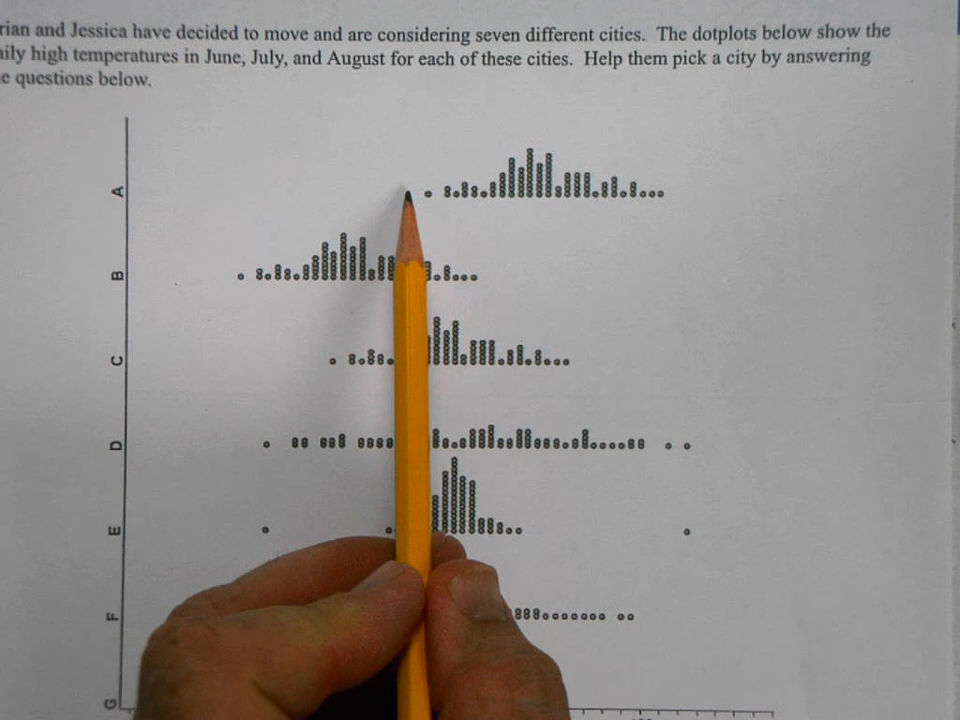 rian and Jessica have decided to move and are considering seven different cities. The dotplots below show the
aily high temperatures in June, July, and August for each of these cities. Help them pick a city by answering
e questions below.
A
B
C
D
E
F
G